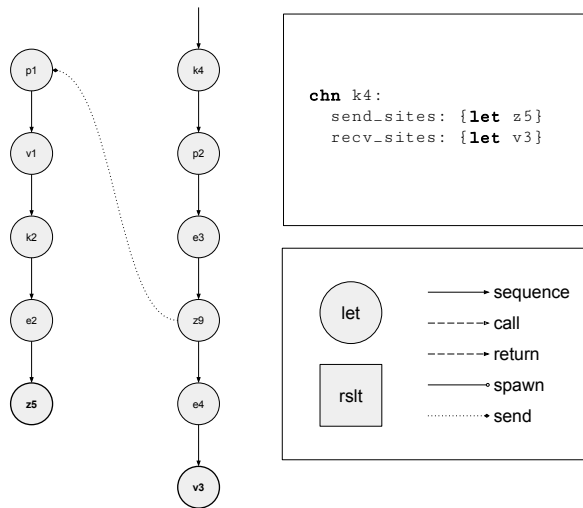 p1
v1
k2
e2
z5
k4
p2
e3
z9
e4
v3
chn k4:
send_sites: {let z5}
recv_sites: {let v3}
let
rslt
sequence
call
return
spawn
send